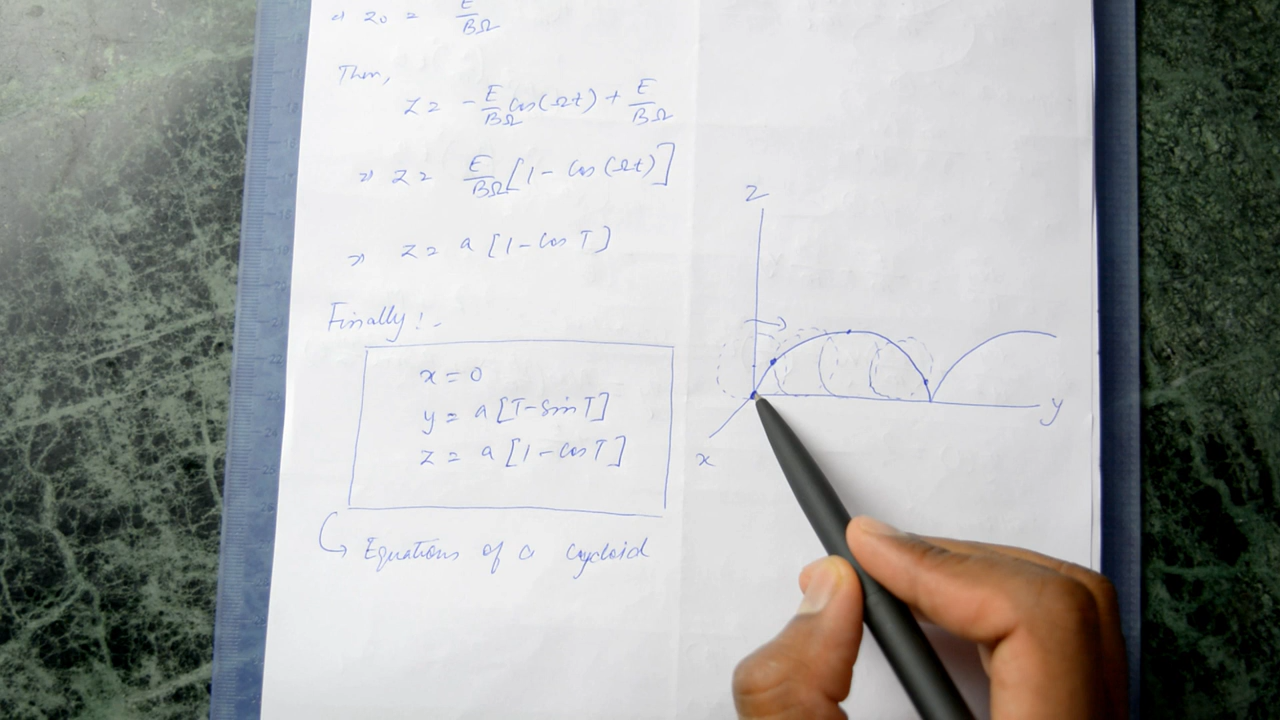 ⇒ z₀ = E/BΩ
Then,
z = -E/BΩ Cos(Ωt) + E/BΩ
⇒ z = E/BΩ [1 - Cos(Ωt)]
⇒ z = a [1 - Cos T]
Finally! -
x = 0
y = a [T - Sin T]
z = a [1 - Cos T]
↪ Equations of a cycloid
z
y
x